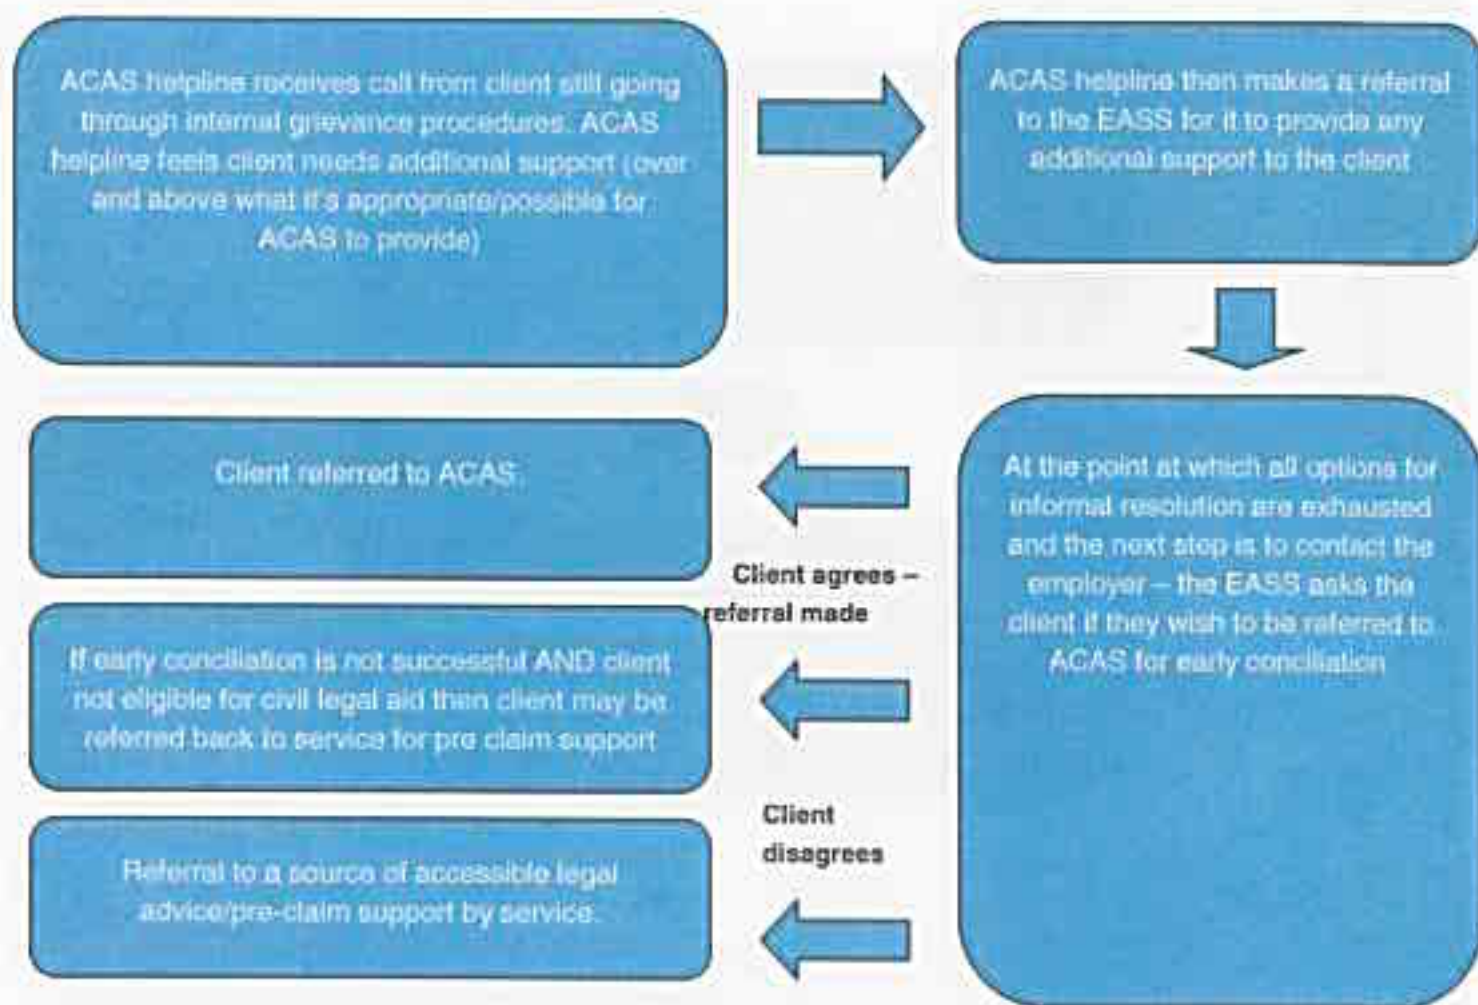 ACAS helpline receives call from client still going
through internal grievance procedures. ACAS
helpline feels client needs additional support (over
and above what it's appropriate/possible for
ACAS to provide)
ACAS helpline then makes a referral
to the EASS for it to provide any
additional support to the client
At the point at which all options for
informal resolution are exhausted
and the next step is to contact the
employer – the EASS asks the
client if they wish to be referred to
ACAS for early conciliation
Client referred to ACAS.
Client agrees –
referral made
If early conciliation is not successful AND client
not eligible for civil legal aid then client may be
referred back to service for pre claim support
Client
disagrees
Referral to a source of accessible legal
advice/pre-claim support by service.